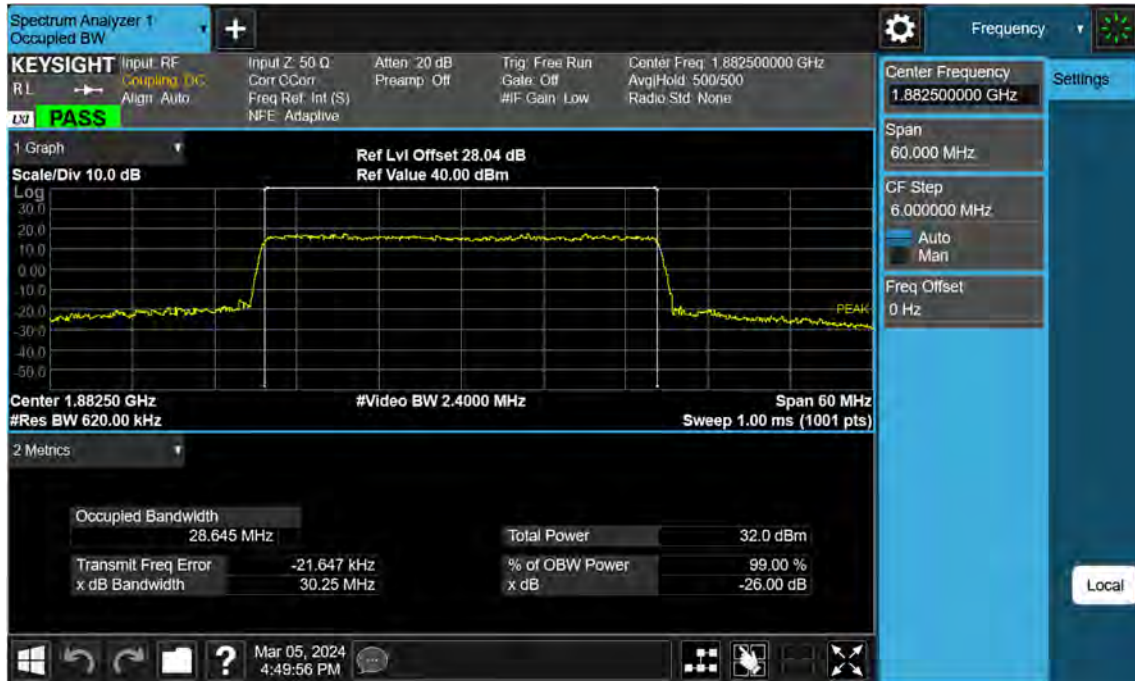 Spectrum Analyzer 1
Occupied BW
Frequency
KEYSIGHT
RL
LXI PASS
Input: RF
Coupling: DC
Align: Auto
Input Z: 50 Ω
Corr CCorr
Freq Ref: Int (S)
NFE: Adaptive
Atten: 20 dB
Preamp: Off
Trig: Free Run
Gate: Off
#IF Gain: Low
Center Freq: 1.882500000 GHz
Avg|Hold: 500/500
Radio Std: None
Center Frequency
1.882500000 GHz
Settings
Span
60.000 MHz
CF Step
6.000000 MHz
Auto
Man
Freq Offset
0 Hz
1 Graph
Scale/Div 10.0 dB
Ref Lvl Offset 28.04 dB
Ref Value 40.00 dBm
Log
30.0
20.0
10.0
0.00
-10.0
-20.0
-30.0
-40.0
-50.0
PEAK
Center 1.88250 GHz
#Video BW 2.4000 MHz
Span 60 MHz
#Res BW 620.00 kHz
Sweep 1.00 ms (1001 pts)
2 Metrics
Occupied Bandwidth
28.645 MHz
Total Power 32.0 dBm
Transmit Freq Error -21.647 kHz
% of OBW Power 99.00 %
x dB Bandwidth 30.25 MHz
x dB -26.00 dB
Local
?
Mar 05, 2024
4:49:56 PM